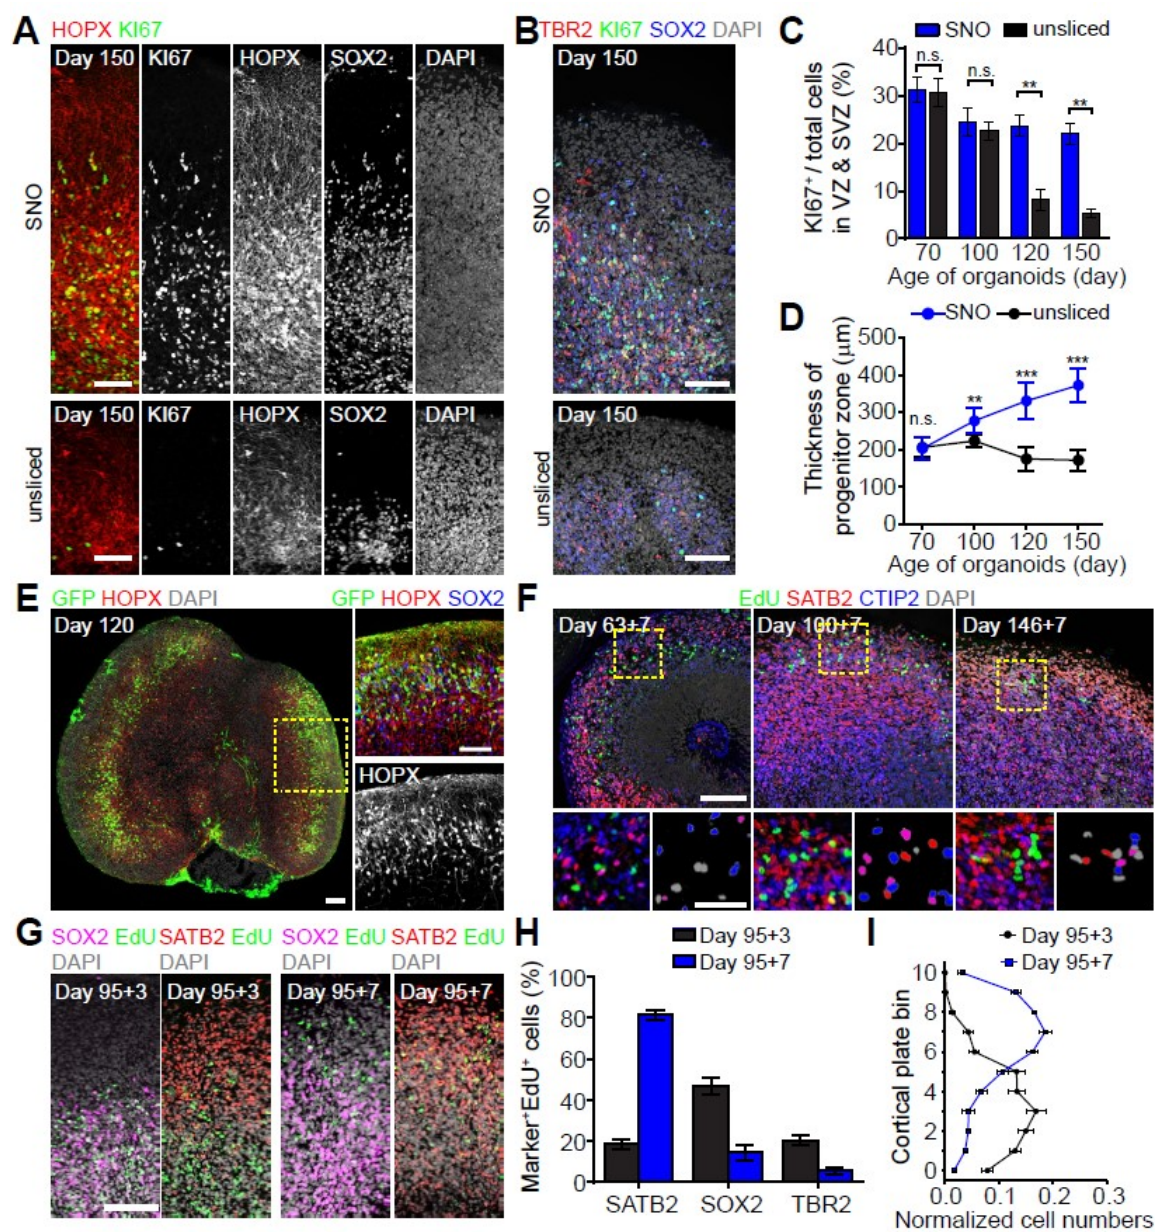 A HOPX KI67
Day 150 KI67 HOPX SOX2 DAPI
SNO
Day 150 KI67 HOPX SOX2 DAPI
unsliced
B TBR2 KI67 SOX2 DAPI
Day 150
SNO
Day 150
unsliced
C SNO unsliced
KI67⁺ / total cells
in VZ & SVZ (%)
40
30
20
10
0
n.s. n.s. ** **
70 100 120 150
Age of organoids (day)
D SNO unsliced
Thickness of
progenitor zone (μm)
500
400
300
200
100
0
n.s. ** *** ***
70 100 120 150
Age of organoids (day)
E GFP HOPX DAPI GFP HOPX SOX2
Day 120
HOPX
F EdU SATB2 CTIP2 DAPI
Day 63+7 Day 100+7 Day 146+7
G SOX2 EdU SATB2 EdU SOX2 EdU SATB2 EdU
DAPI DAPI DAPI DAPI
Day 95+3 Day 95+3 Day 95+7 Day 95+7
H Day 95+3
Day 95+7
Marker⁺EdU⁺ cells (%)
100
80
60
40
20
0
SATB2 SOX2 TBR2
I Day 95+3
Day 95+7
Cortical plate bin
10
8
6
4
2
0
0.0 0.1 0.2 0.3
Normalized cell numbers